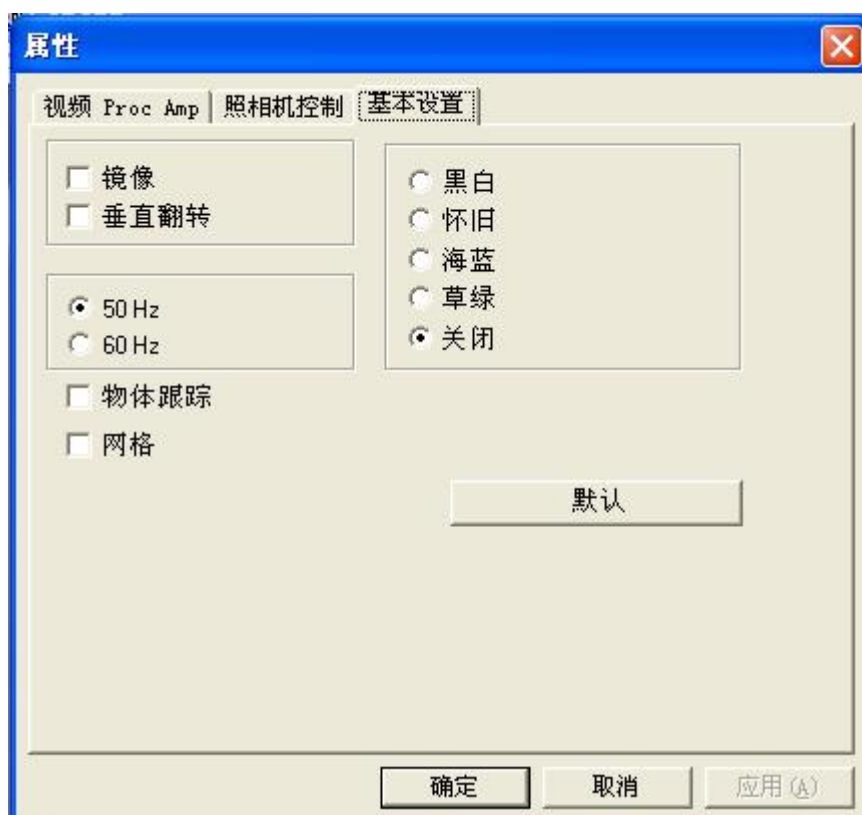 属性
视频 Proc Amp 照相机控制 基本设置
镜像
垂直翻转
50 Hz
60 Hz
物体跟踪
网格
黑白
怀旧
海蓝
草绿
关闭
默认
确定 取消 应用(A)